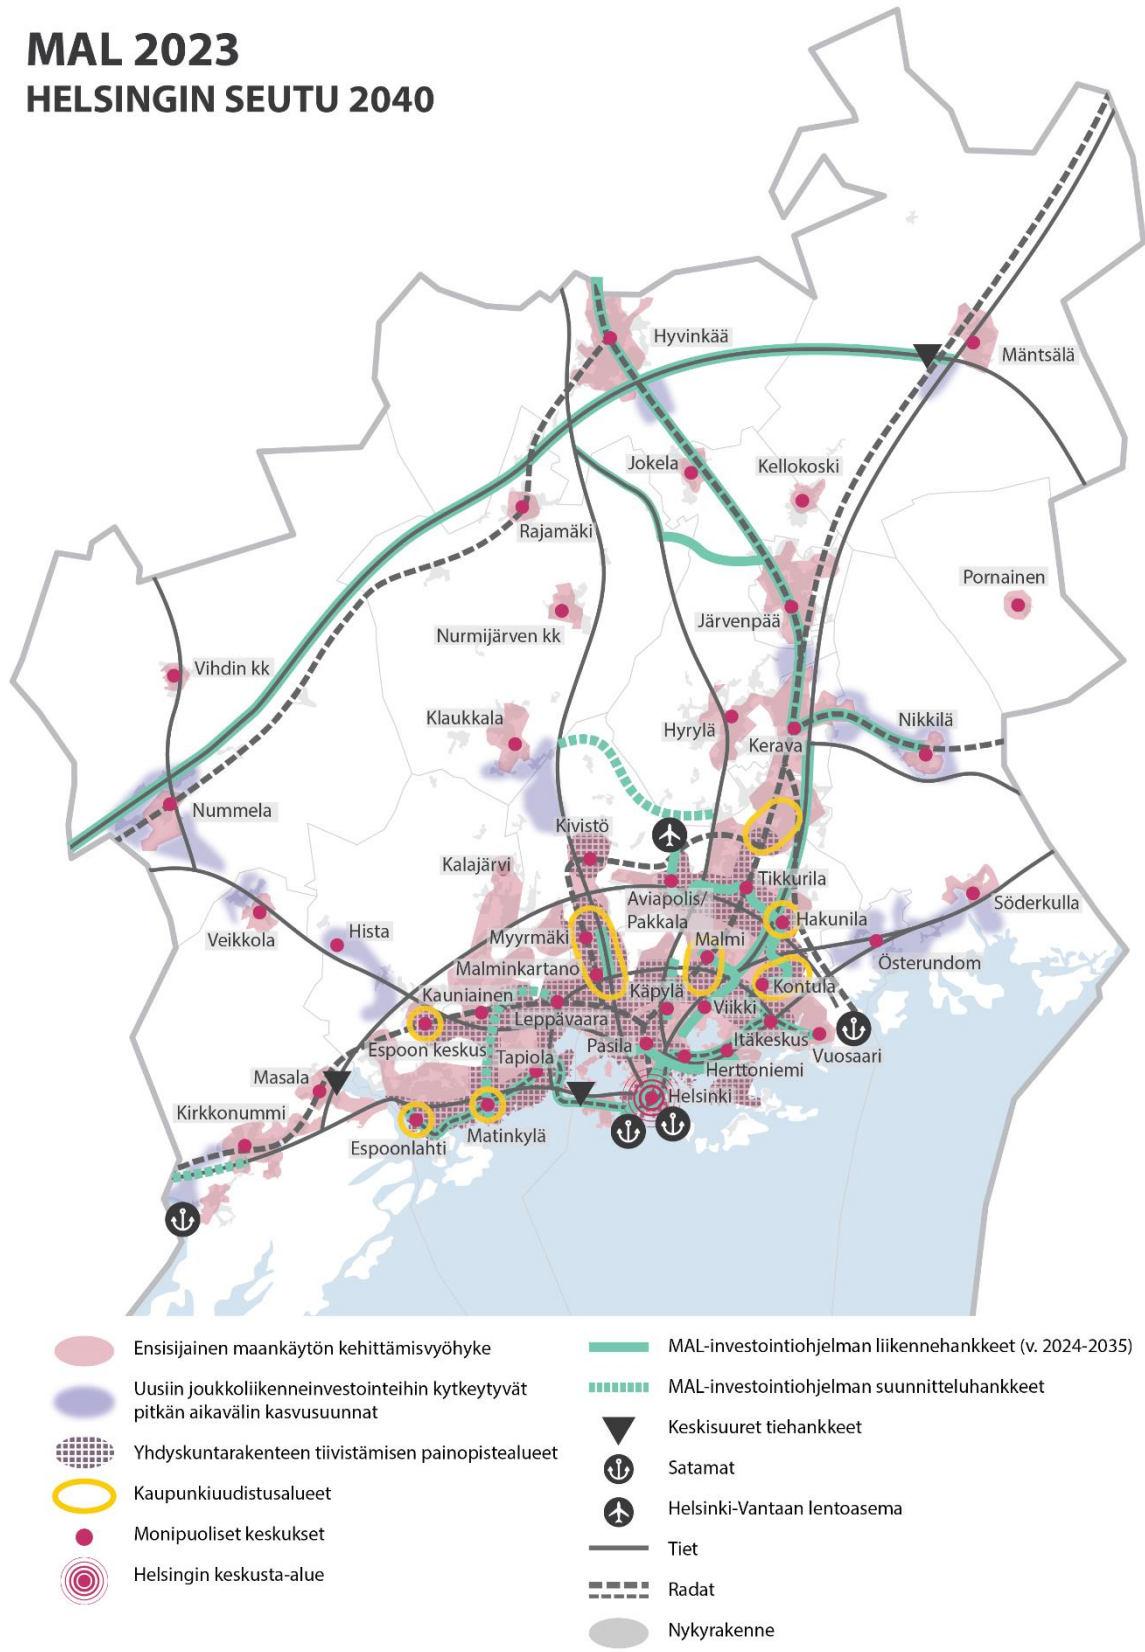 MAL 2023
HELSINGIN SEUTU 2040
Hyvinkää
Mäntsälä
Jokela
Kellokoski
Rajamäki
Pornainen
Nurmijärven kk
Järvenpää
Vihdin kk
Klaukkala
Hyrylä
Nikkilä
Kerava
Nummela
Kivistö
Kalajärvi
Tikkurila
Aviapolis/
Pakkala
Söderkulla
Veikkola
Hista
Myyrmäki
Hakunila
Malmi
Österundom
Malminkartano
Kauniainen
Käpylä
Kontula
Leppävaara
Viikki
Espoon keskus
Pasila
Itäkeskus
Vuosaari
Tapiola
Herttoniemi
Masala
Helsinki
Kirkkonummi
Matinkylä
Espoonlahti
Ensisijainen maankäytön kehittämisvyöhyke
Uusiin joukkoliikenneinvestointeihin kytkeytyvät
pitkän aikavälin kasvusuunnat
Yhdyskuntarakenteen tiivistämisen painopistealueet
Kaupunkiuudistusalueet
Monipuoliset keskukset
Helsingin keskusta-alue
MAL-investointiohjelman liikennehankkeet (v. 2024-2035)
MAL-investointiohjelman suunnitteluhankkeet
Keskisuuret tiehankkeet
Satamat
Helsinki-Vantaan lentoasema
Tiet
Radat
Nykyrakenne